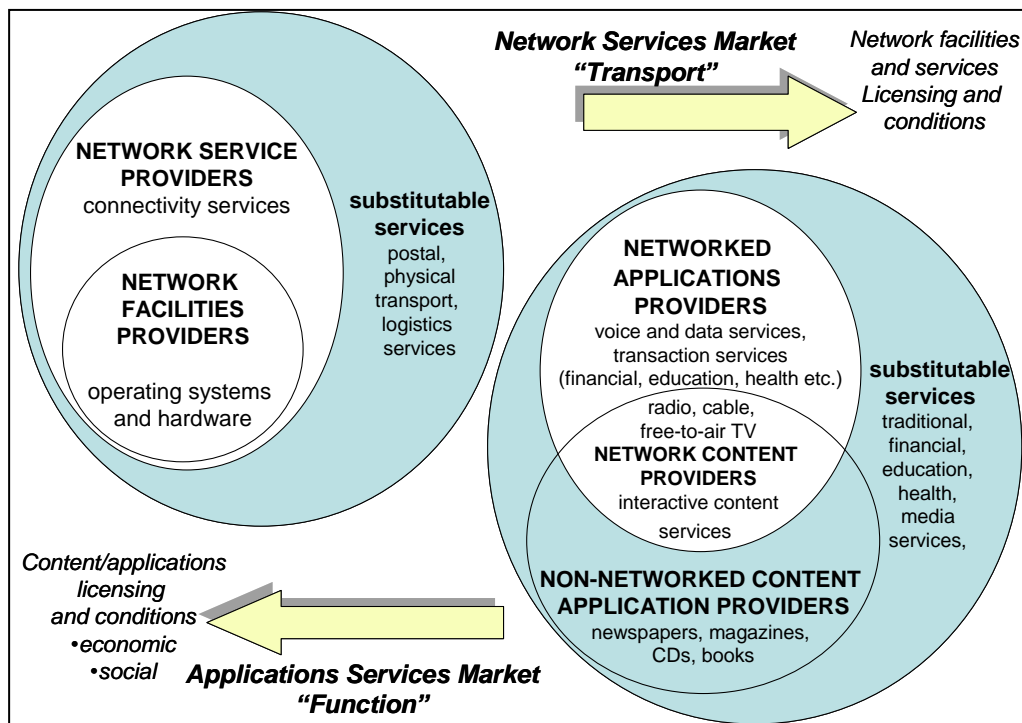 Network Services Market
“Transport”
Network facilities
and services
Licensing and
conditions
NETWORK SERVICE
PROVIDERS
connectivity services
NETWORK
FACILITIES
PROVIDERS
operating systems
and hardware
substitutable
services
postal,
physical
transport,
logistics
services
NETWORKED
APPLICATIONS
PROVIDERS
voice and data services,
transaction services
(financial, education, health etc.)
radio, cable,
free-to-air TV
NETWORK CONTENT
PROVIDERS
interactive content
services
NON-NETWORKED CONTENT
APPLICATION PROVIDERS
newspapers, magazines,
CDs, books
substitutable
services
traditional,
financial,
education,
health,
media
services,
Content/applications
licensing
and conditions
•economic
•social
Applications Services Market
“Function”